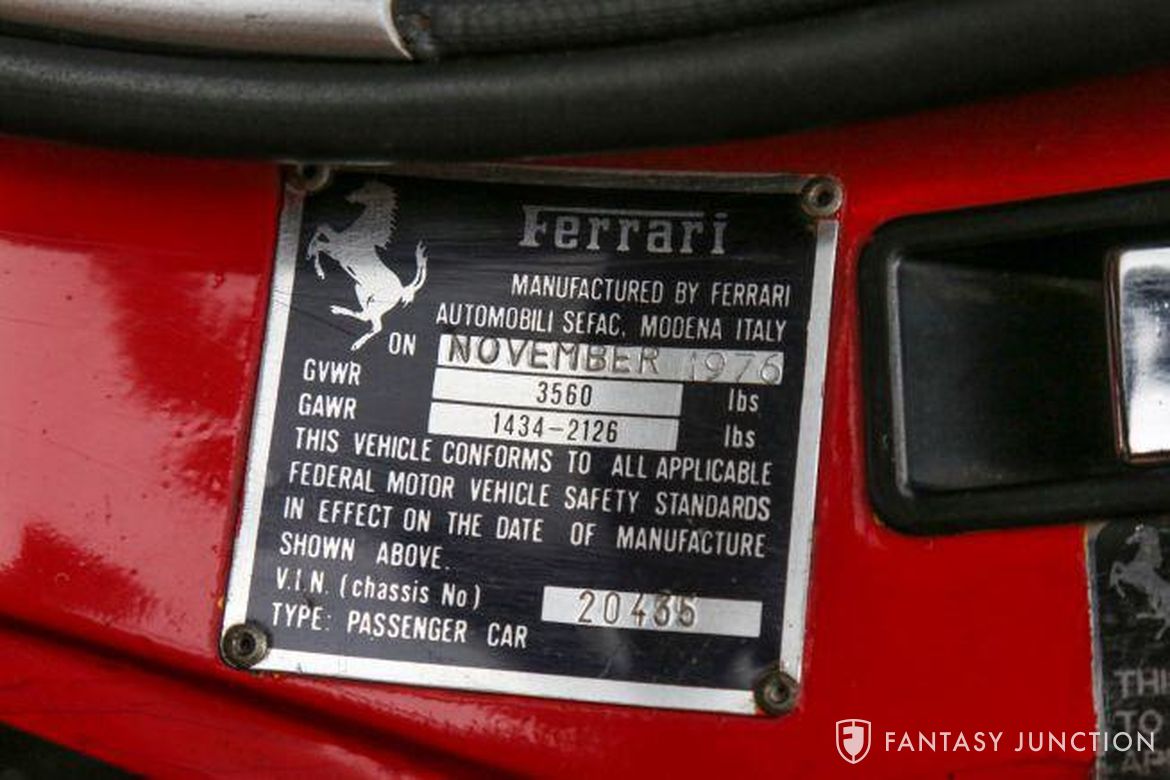 Ferrari
MANUFACTURED BY FERRARI
AUTOMOBILI SEFAC. MODENA ITALY
ON NOVEMBER 1976
GVWR 3560 lbs
GAWR 1434-2126 lbs
THIS VEHICLE CONFORMS TO ALL APPLICABLE
FEDERAL MOTOR VEHICLE SAFETY STANDARDS
IN EFFECT ON THE DATE OF MANUFACTURE
SHOWN ABOVE.
V.I.N. (chassis No) 20435
TYPE: PASSENGER CAR
TO
FANTASY JUNCTION